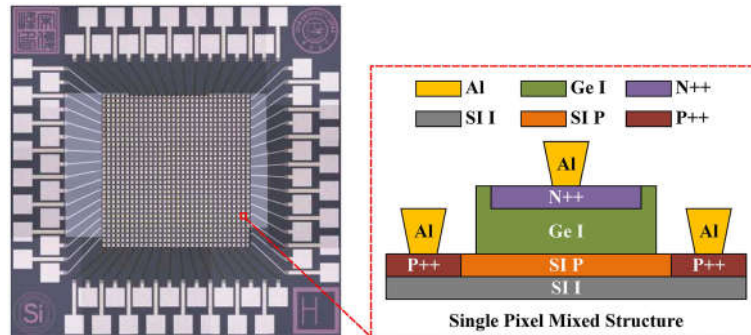 Si
H
Al
Ge I
N++
SI I
SI P
P++
Al
N++
Al
Ge I
Al
P++
SI P
P++
SI I
Single Pixel Mixed Structure